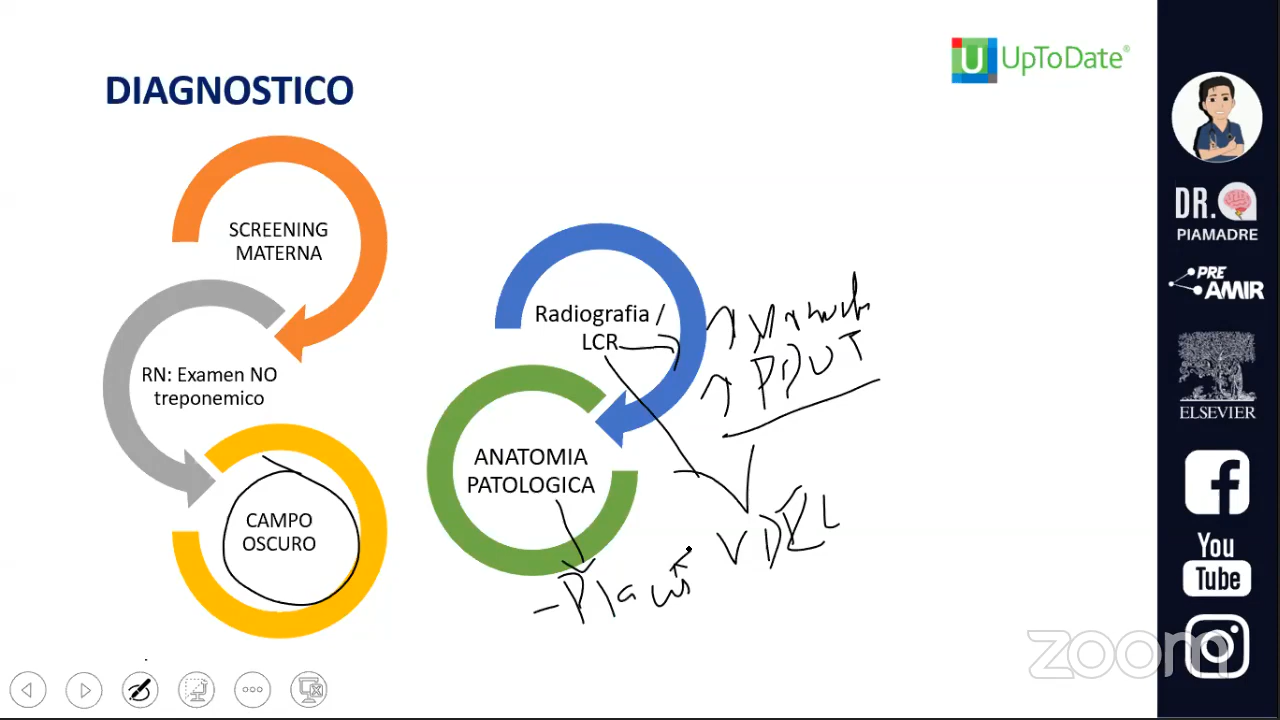 DIAGNOSTICO
UpToDate®
SCREENING
MATERNA
RN: Examen NO
treponemico
CAMPO
OSCURO
Radiografia /
LCR
ANATOMIA
PATOLOGICA
VDRL
DR.
PIAMADRE
PRE
AMIR
ELSEVIER
You
Tube
zoom